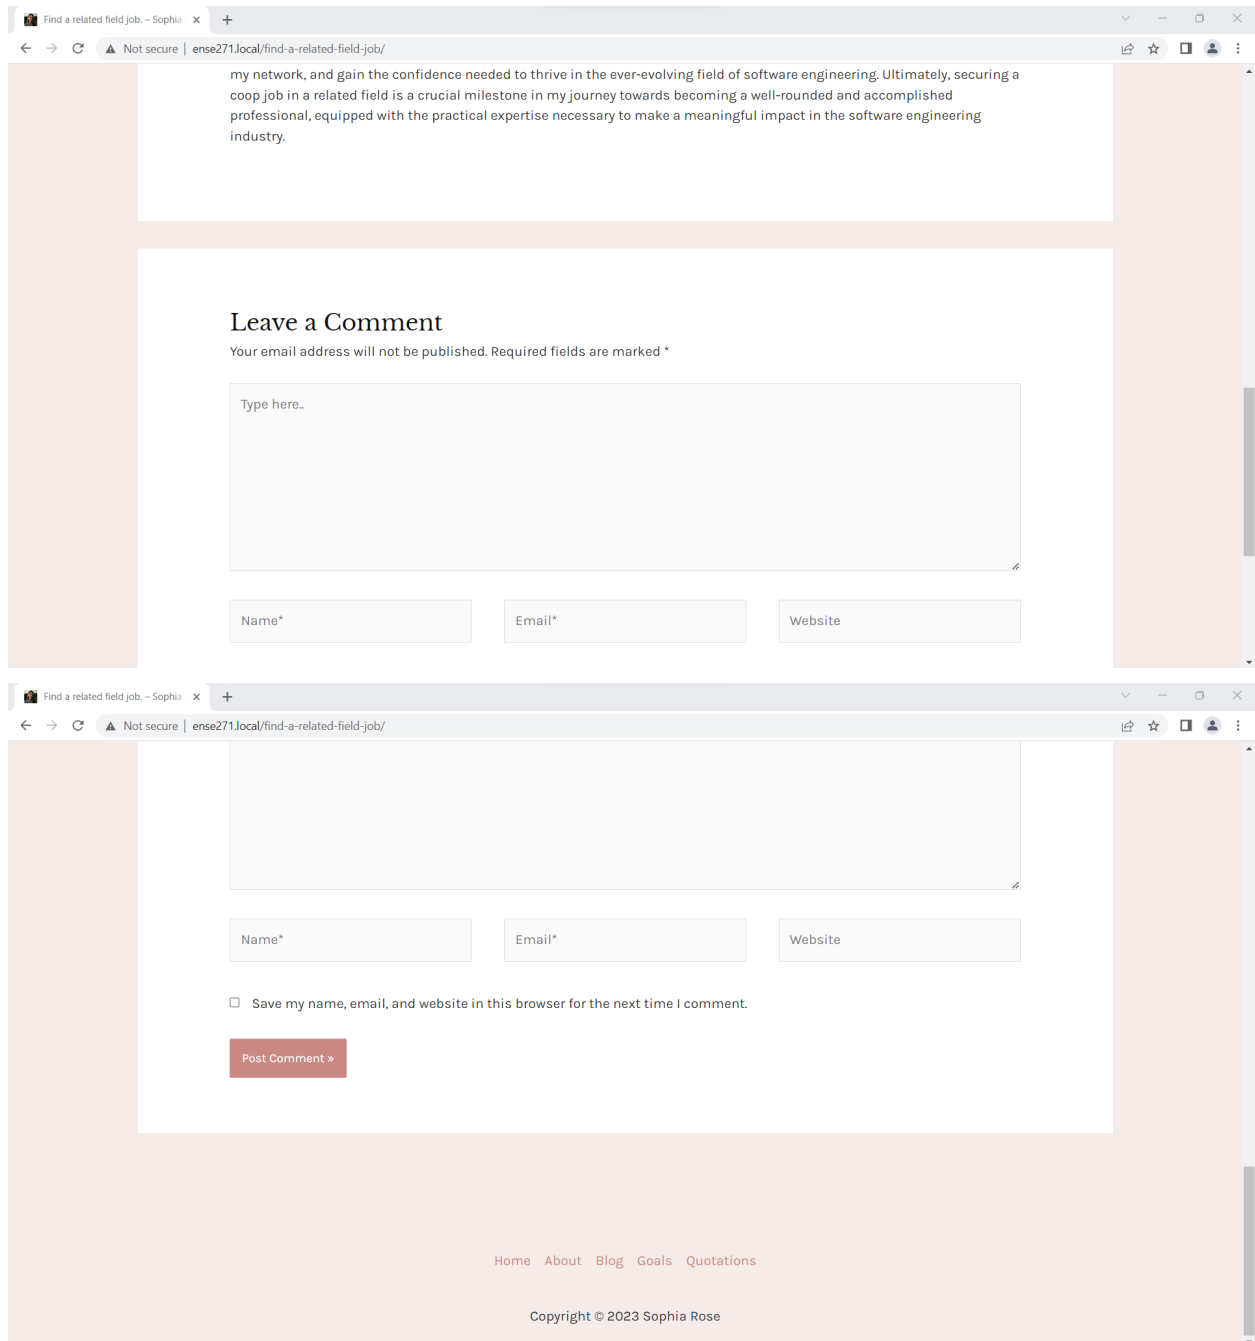 Find a related field job. – Sophia
Not secure | ense271.local/find-a-related-field-job/
my network, and gain the confidence needed to thrive in the ever-evolving field of software engineering. Ultimately, securing a
coop job in a related field is a crucial milestone in my journey towards becoming a well-rounded and accomplished
professional, equipped with the practical expertise necessary to make a meaningful impact in the software engineering
industry.
Leave a Comment
Your email address will not be published. Required fields are marked *
Type here..
Name* Email* Website
Find a related field job. – Sophia
Not secure | ense271.local/find-a-related-field-job/
Name* Email* Website
Save my name, email, and website in this browser for the next time I comment.
Post Comment »
Home About Blog Goals Quotations
Copyright © 2023 Sophia Rose